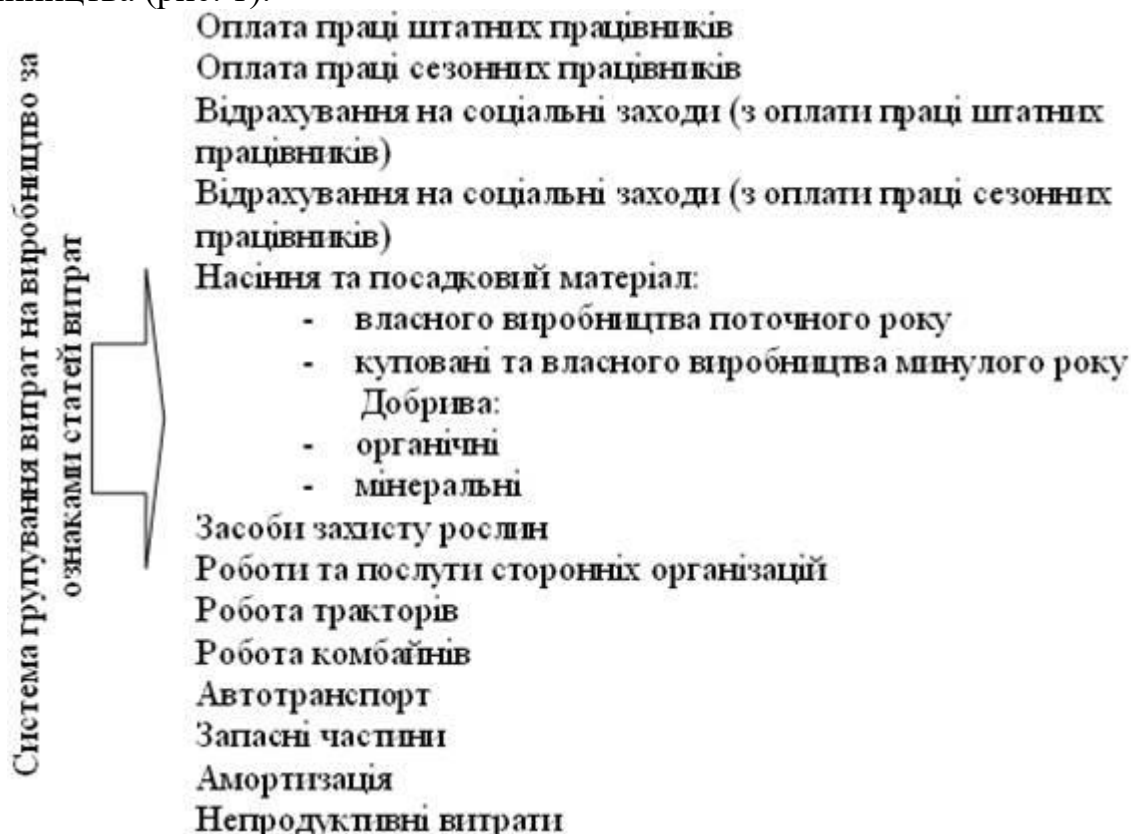 (рис. 1).
Система групування витрат на виробництво за
ознаками статей витрат
Оплата праці штатних працівників
Оплата праці сезонних працівників
Відрахування на соціальні заходи (з оплати праці штатних
працівників)
Відрахування на соціальні заходи (з оплати праці сезонних
працівників)
Насіння та посадковий матеріал:
- власного виробництва поточного року
- куповані та власного виробництва минулого року
Добрива:
- органічні
- мінеральні
Засоби захисту рослин
Роботи та послуги сторонніх організацій
Робота тракторів
Робота комбайнів
Автотранспорт
Запасні частини
Амортизація
Непродуктивні витрати